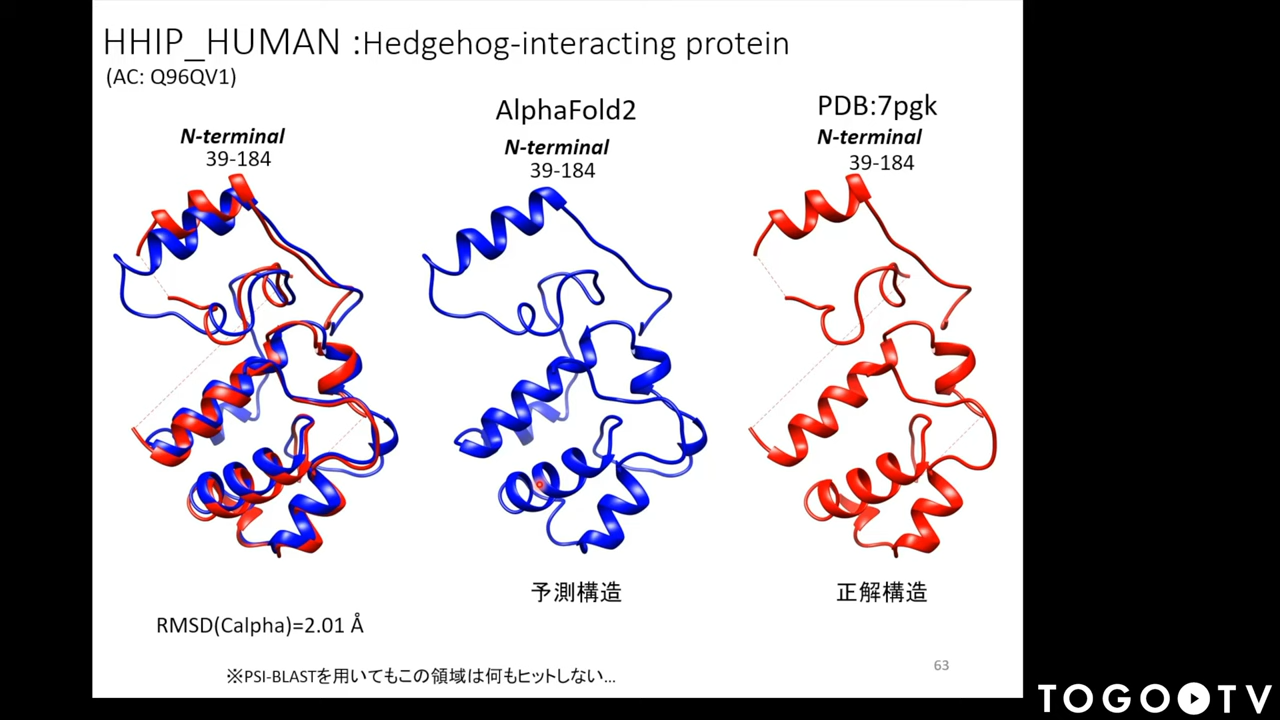 HHIP_HUMAN :Hedgehog-interacting protein
(AC: Q96QV1)
N-terminal
39-184
AlphaFold2
N-terminal
39-184
PDB:7pgk
N-terminal
39-184
予測構造
正解構造
RMSD(Calpha)=2.01 Å
※PSI-BLASTを用いてもこの領域は何もヒットしない...
63
TOGO TV